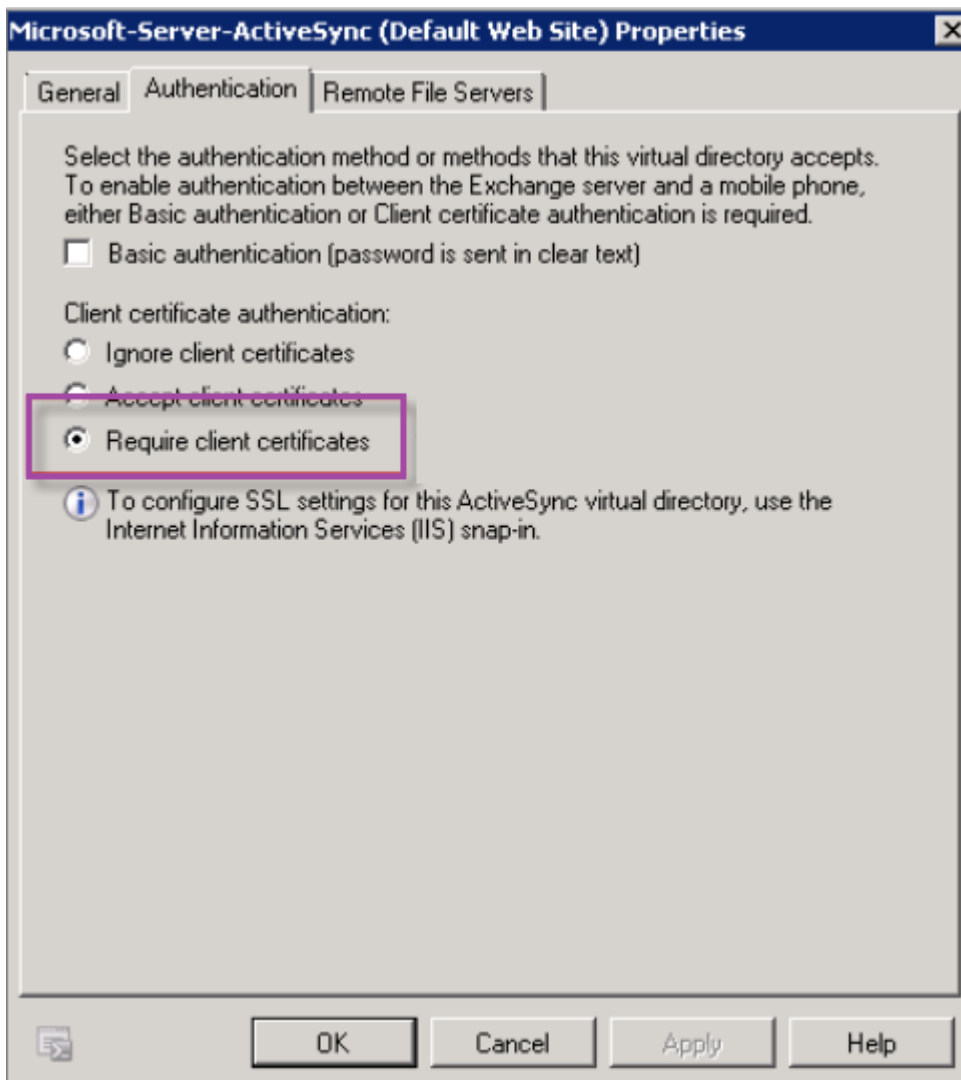 Microsoft-Server-ActiveSync (Default Web Site) Properties
General Authentication Remote File Servers
Select the authentication method or methods that this virtual directory accepts.
To enable authentication between the Exchange server and a mobile phone,
either Basic authentication or Client certificate authentication is required.
Basic authentication (password is sent in clear text)
Client certificate authentication:
Ignore client certificates
Accept client certificates
Require client certificates
To configure SSL settings for this ActiveSync virtual directory, use the
Internet Information Services (IIS) snap-in.
OK Cancel Apply Help